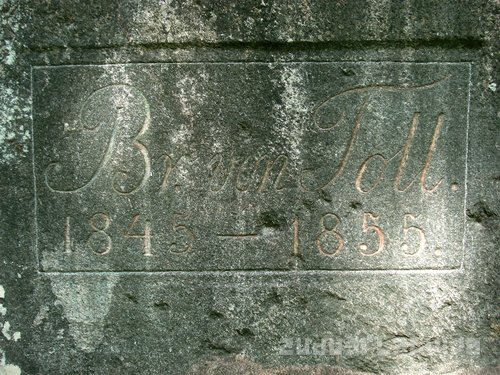 Br. von Toll.
1845 — 1855.